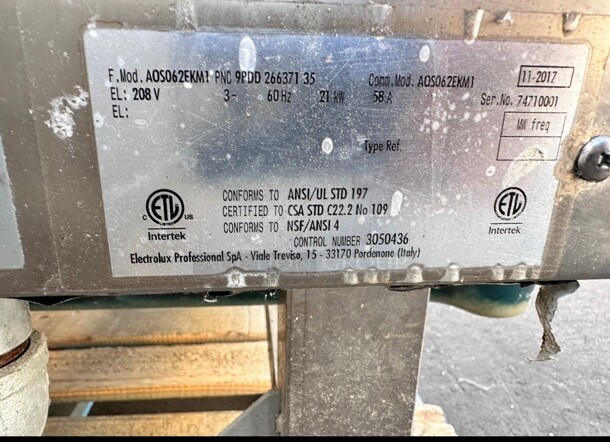 F.Mod. AOS062EKM1 PNC 9PDD 266371 35 Comm.Mod. AOS062EKM1 11-2017
EL: 208 V 3~ 60 Hz 21 kW 58 A Ser.No. 74710001
EL: MW freq
Type Ref.
ETL C US Intertek
CONFORMS TO ANSI/UL STD 197
CERTIFIED TO CSA STD C22.2 No 109
CONFORMS TO NSF/ANSI 4
CONTROL NUMBER 3050436
ETL Intertek
Electrolux Professional SpA - Viale Treviso, 15 - 33170 Pordenone (Italy)